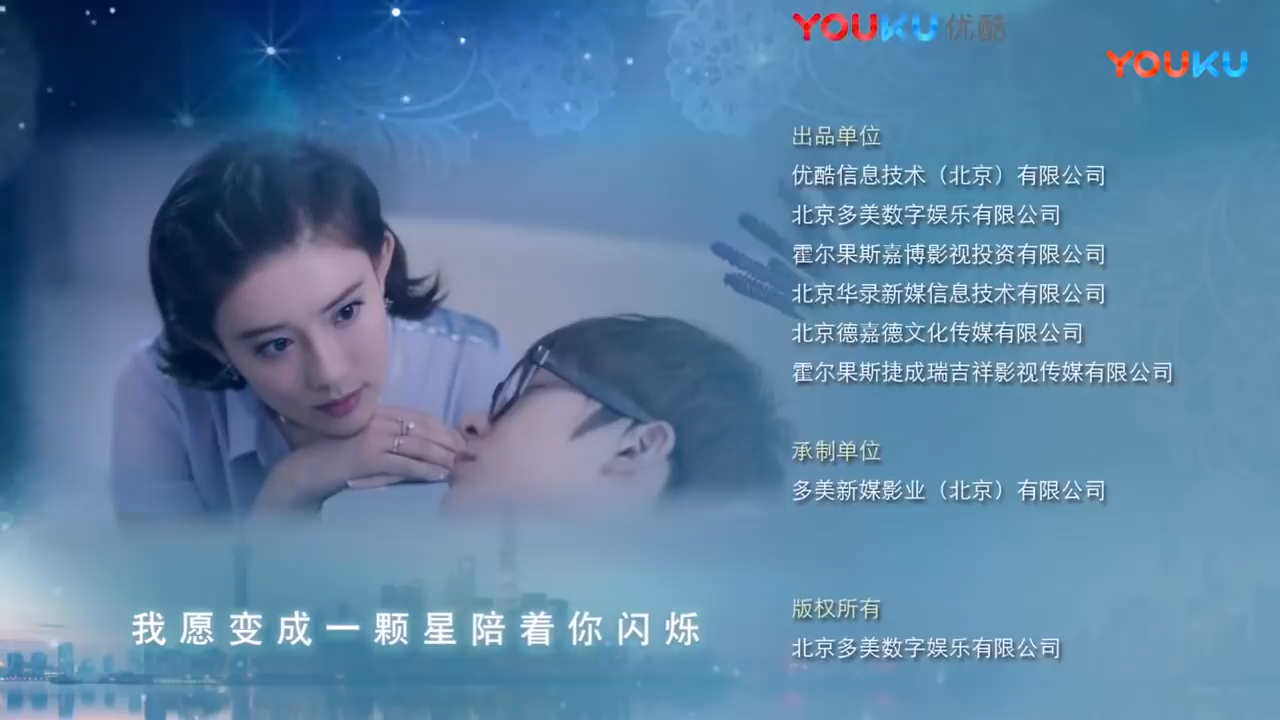 YOUKU 优酷
YOUKU
出品单位
优酷信息技术（北京）有限公司
北京多美数字娱乐有限公司
霍尔果斯嘉博影视投资有限公司
北京华录新媒信息技术有限公司
北京德嘉德文化传媒有限公司
霍尔果斯捷成瑞吉祥影视传媒有限公司
承制单位
多美新媒影业（北京）有限公司
版权所有
北京多美数字娱乐有限公司
我愿变成一颗星陪着你闪烁